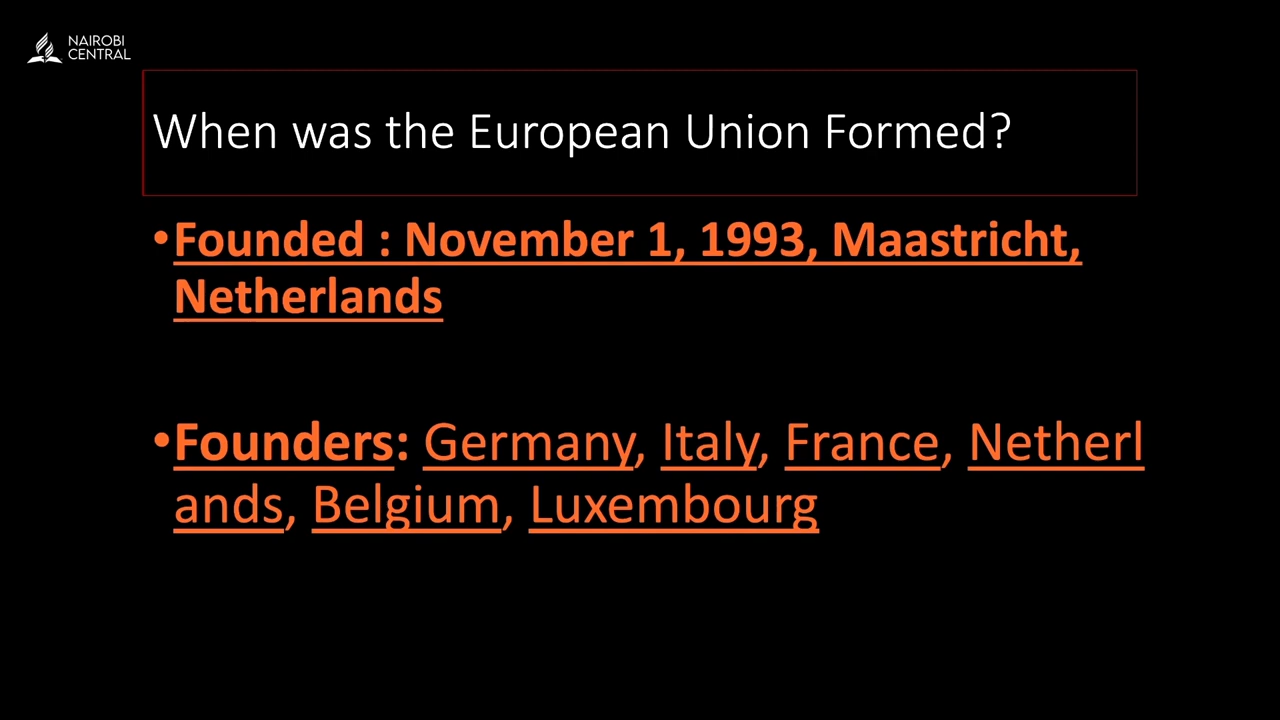 NAIROBI
CENTRAL
When was the European Union Formed?
•Founded : November 1, 1993, Maastricht,
Netherlands
•Founders: Germany, Italy, France, Netherl
ands, Belgium, Luxembourg